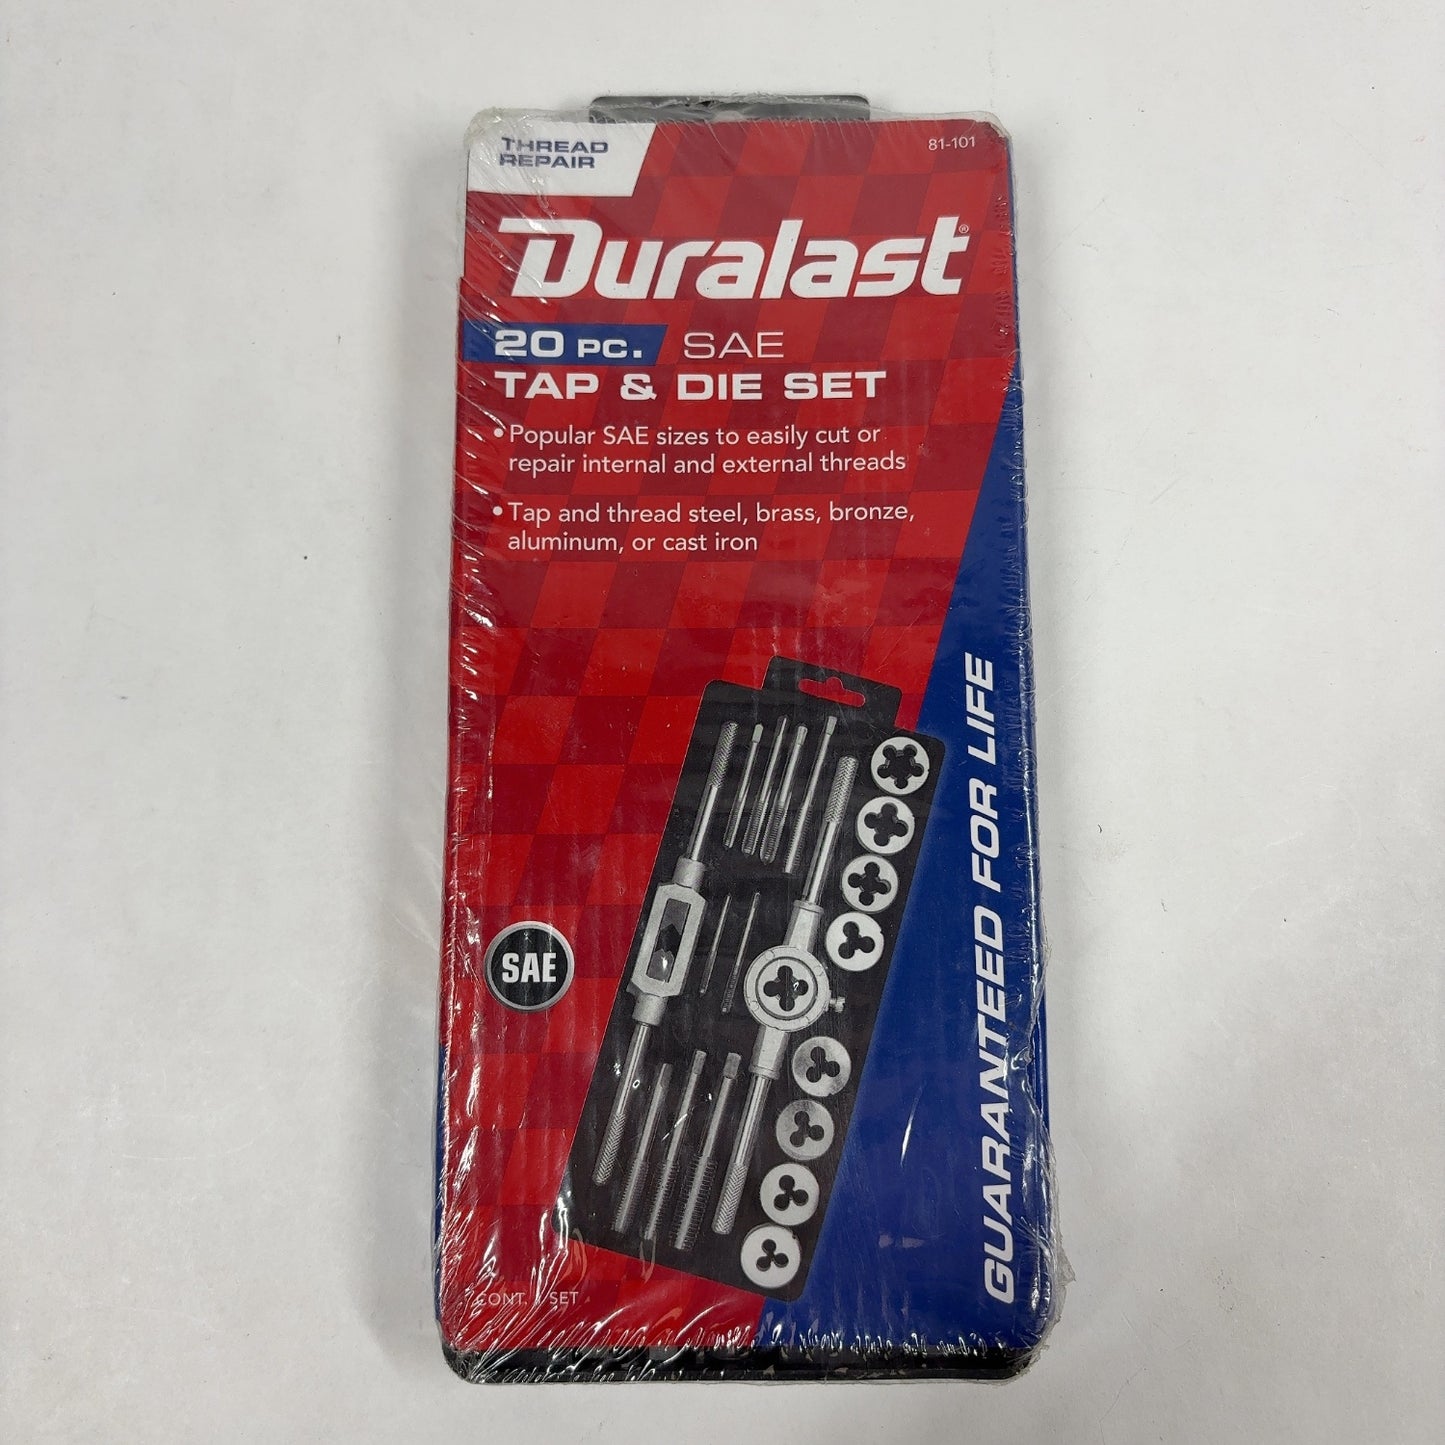 THREAD
REPAIR
81-101
Duralast®
20 PC. SAE
TAP & DIE SET
• Popular SAE sizes to easily cut or
repair internal and external threads
• Tap and thread steel, brass, bronze,
aluminum, or cast iron
GUARANTEED FOR LIFE
SAE
CONT. 1 SET